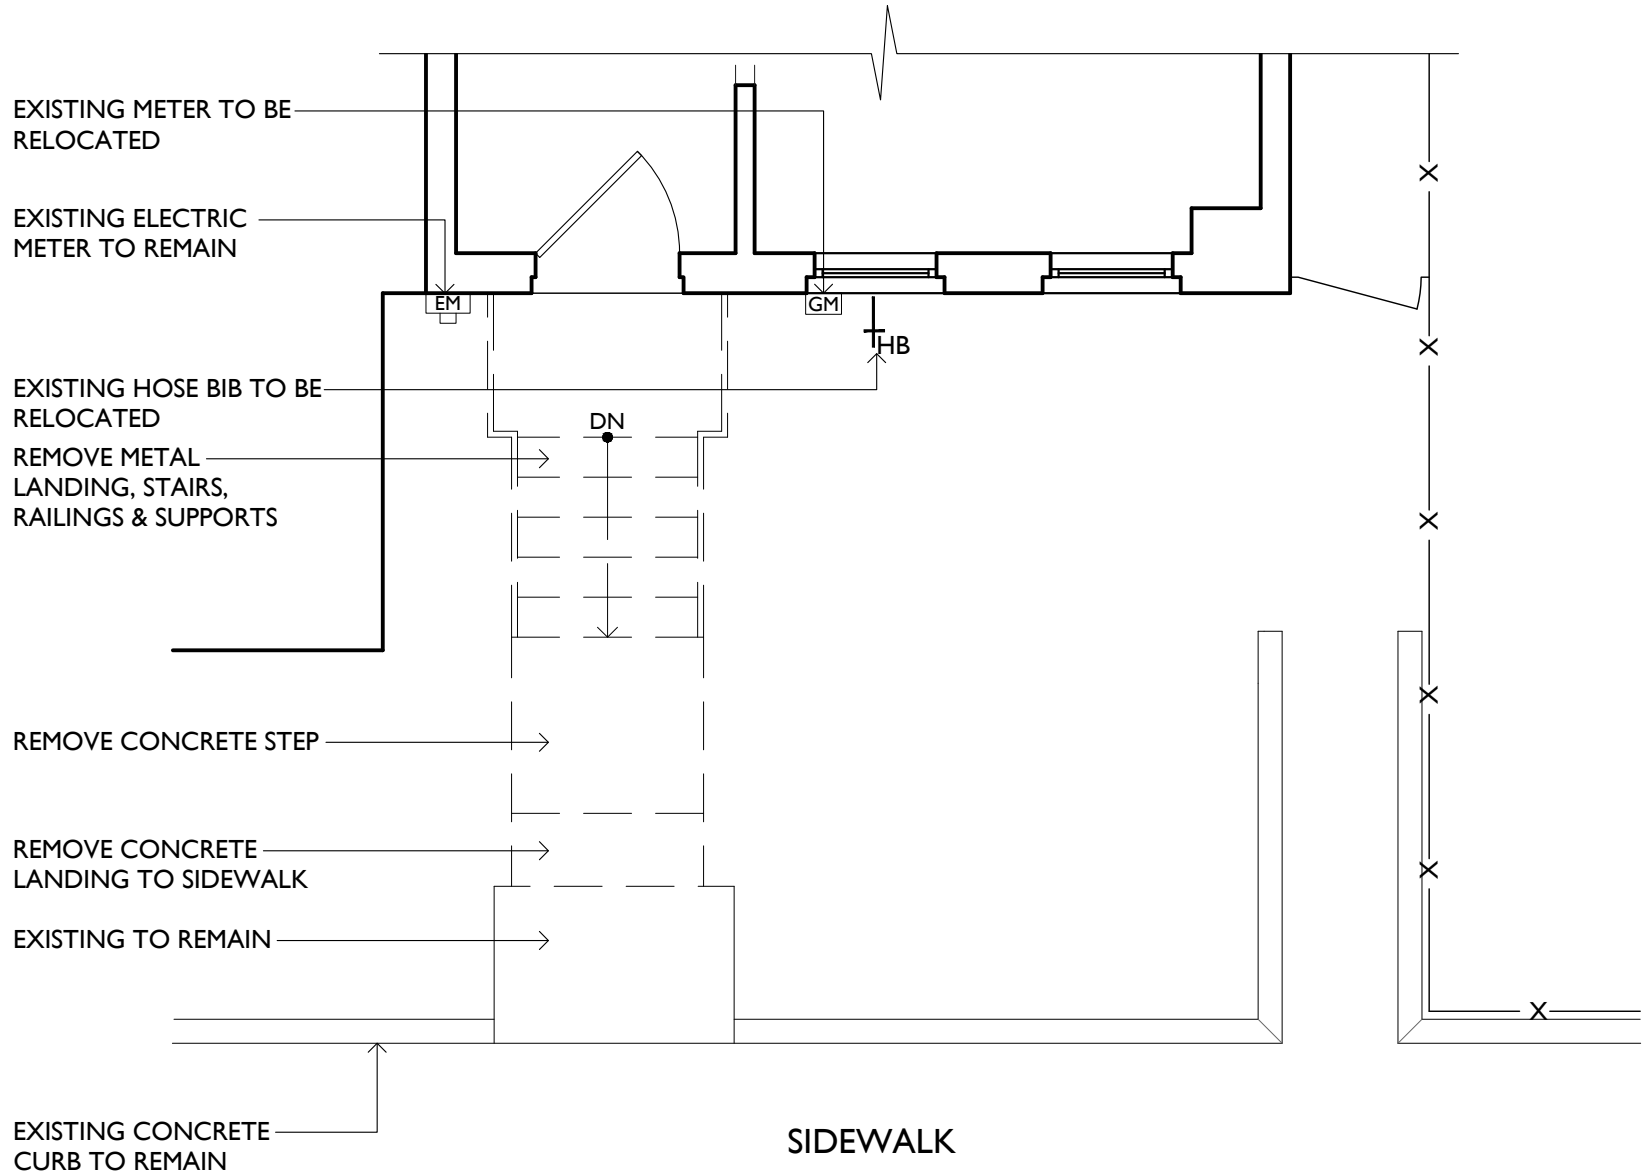 EXISTING METER TO BE
RELOCATED
X
EXISTING ELECTRIC
METER TO REMAIN
EM
GM
HB
X
EXISTING HOSE BIB TO BE
RELOCATED
DN
REMOVE METAL
LANDING, STAIRS,
RAILINGS & SUPPORTS
X
X
REMOVE CONCRETE STEP
REMOVE CONCRETE
LANDING TO SIDEWALK
X
EXISTING TO REMAIN
X
EXISTING CONCRETE
CURB TO REMAIN
SIDEWALK